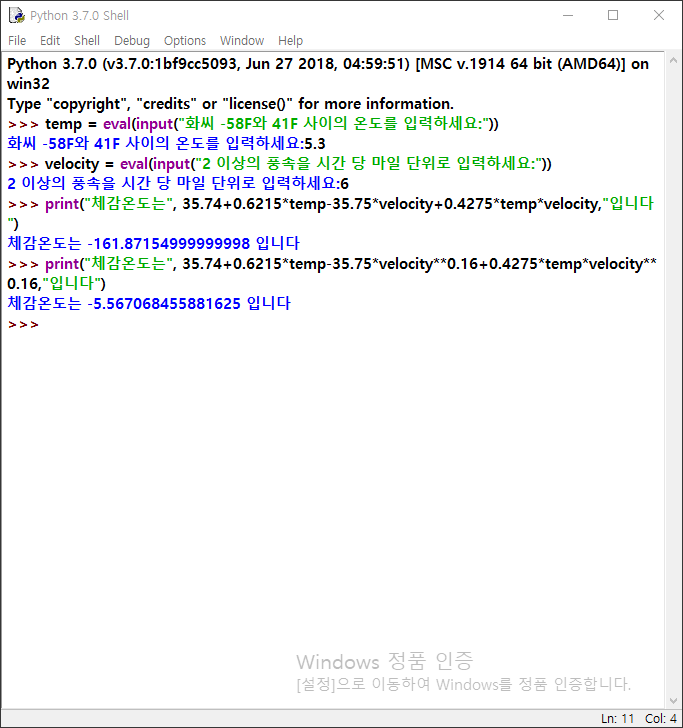 Python 3.7.0 Shell
File Edit Shell Debug Options Window Help
Python 3.7.0 (v3.7.0:1bf9cc5093, Jun 27 2018, 04:59:51) [MSC v.1914 64 bit (AMD64)] on
win32
Type "copyright", "credits" or "license()" for more information.
>>> temp = eval(input("화씨 -58F와 41F 사이의 온도를 입력하세요:"))
화씨 -58F와 41F 사이의 온도를 입력하세요:5.3
>>> velocity = eval(input("2 이상의 풍속을 시간 당 마일 단위로 입력하세요:"))
2 이상의 풍속을 시간 당 마일 단위로 입력하세요:6
>>> print("체감온도는", 35.74+0.6215*temp-35.75*velocity+0.4275*temp*velocity,"입니다
")
체감온도는 -161.87154999999998 입니다
>>> print("체감온도는", 35.74+0.6215*temp-35.75*velocity**0.16+0.4275*temp*velocity**
0.16,"입니다")
체감온도는 -5.567068455881625 입니다
>>>
Windows 정품 인증
[설정]으로 이동하여 Windows를 정품 인증합니다.
Ln: 11 Col: 4